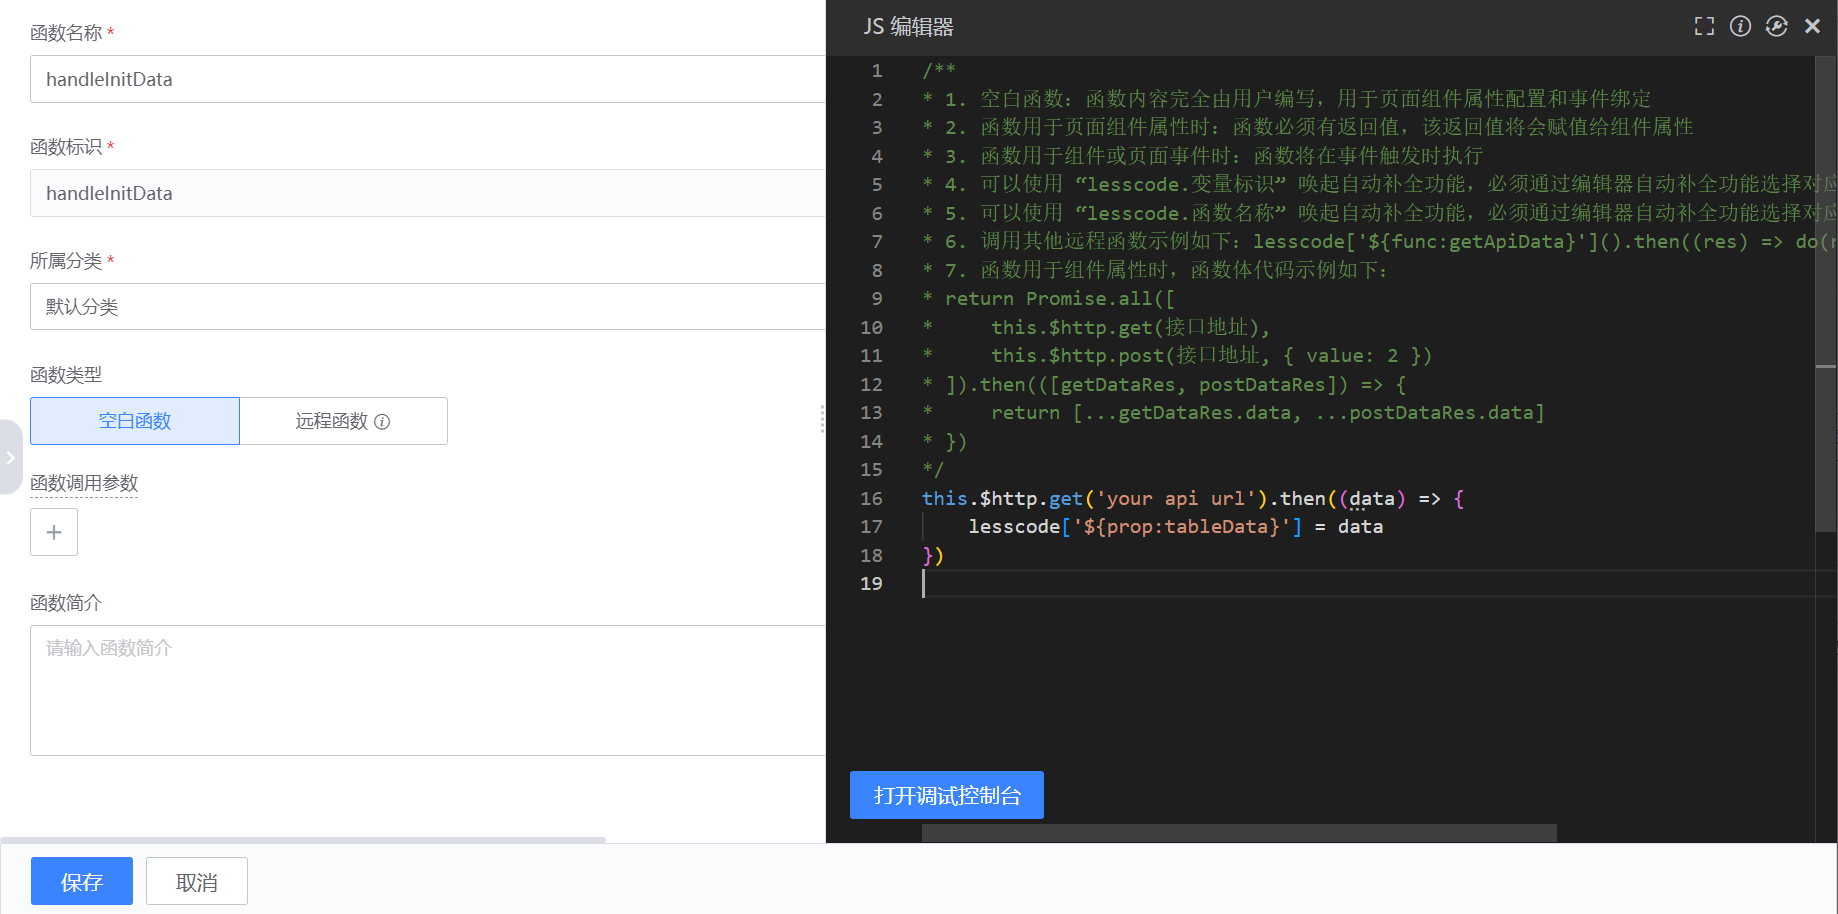 函数名称 *
handleInitData
函数标识 *
handleInitData
所属分类 *
默认分类
函数类型
空白函数
远程函数
函数调用参数
函数简介
请输入函数简介
保存
取消
JS 编辑器
1 /**
2 * 1. 空白函数：函数内容完全由用户编写，用于页面组件属性配置和事件绑定
3 * 2. 函数用于页面组件属性时：函数必须有返回值，该返回值将会赋值给组件属性
4 * 3. 函数用于组件或页面事件时：函数将在事件触发时执行
5 * 4. 可以使用 “lesscode.变量标识” 唤起自动补全功能，必须通过编辑器自动补全功能选择对应
6 * 5. 可以使用 “lesscode.函数名称” 唤起自动补全功能，必须通过编辑器自动补全功能选择对应
7 * 6. 调用其他远程函数示例如下：lesscode['${func:getApiData}']().then((res) => do(r
8 * 7. 函数用于组件属性时，函数体代码示例如下：
9 * return Promise.all([
10 *     this.$http.get(接口地址),
11 *     this.$http.post(接口地址, { value: 2 })
12 * ]).then(([getDataRes, postDataRes]) => {
13 *     return [...getDataRes.data, ...postDataRes.data]
14 * })
15 */
16 this.$http.get('your api url').then((data) => {
17     lesscode['${prop:tableData}'] = data
18 })
19
打开调试控制台